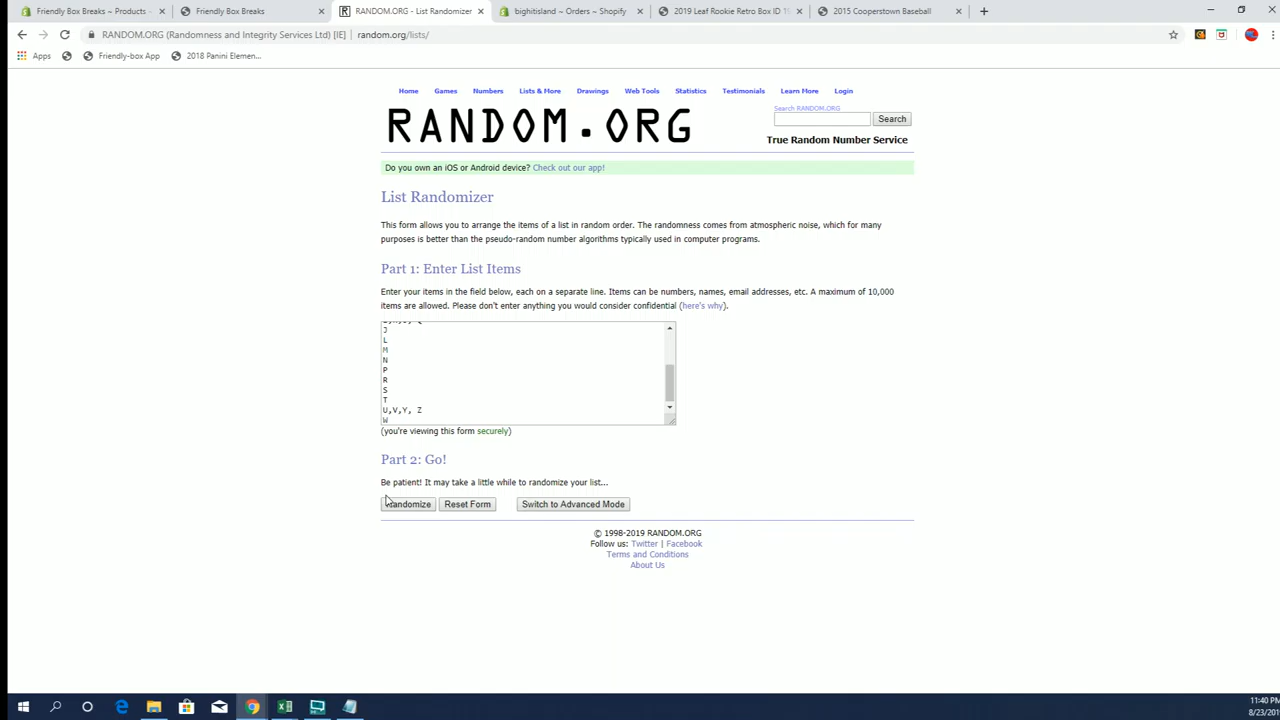 Friendly Box Breaks ~ Products -
Friendly Box Breaks
RANDOM.ORG - List Randomizer
bighitisland ~ Orders ~ Shopify
2019 Leaf Rookie Retro Box ID 1
2015 Cooperstown Baseball
RANDOM.ORG (Randomness and Integrity Services Ltd) [IE] | random.org/lists/
Apps
Friendly-box App
2018 Panini Elemen...
Home Games Numbers Lists & More Drawings Web Tools Statistics Testimonials Learn More Login
RANDOM.ORG
Search RANDOM.ORG
Search
True Random Number Service
Do you own an iOS or Android device? Check out our app!
List Randomizer
This form allows you to arrange the items of a list in random order. The randomness comes from atmospheric noise, which for many
purposes is better than the pseudo-random number algorithms typically used in computer programs.
Part 1: Enter List Items
Enter your items in the field below, each on a separate line. Items can be numbers, names, email addresses, etc. A maximum of 10,000
items are allowed. Please don't enter anything you would consider confidential (here's why).
J
L
M
N
P
R
S
T
U,V,Y, Z
W
(you're viewing this form securely)
Part 2: Go!
Be patient! It may take a little while to randomize your list...
Randomize Reset Form Switch to Advanced Mode
© 1998-2019 RANDOM.ORG
Follow us: Twitter | Facebook
Terms and Conditions
About Us
11:40 PM
8/23/201